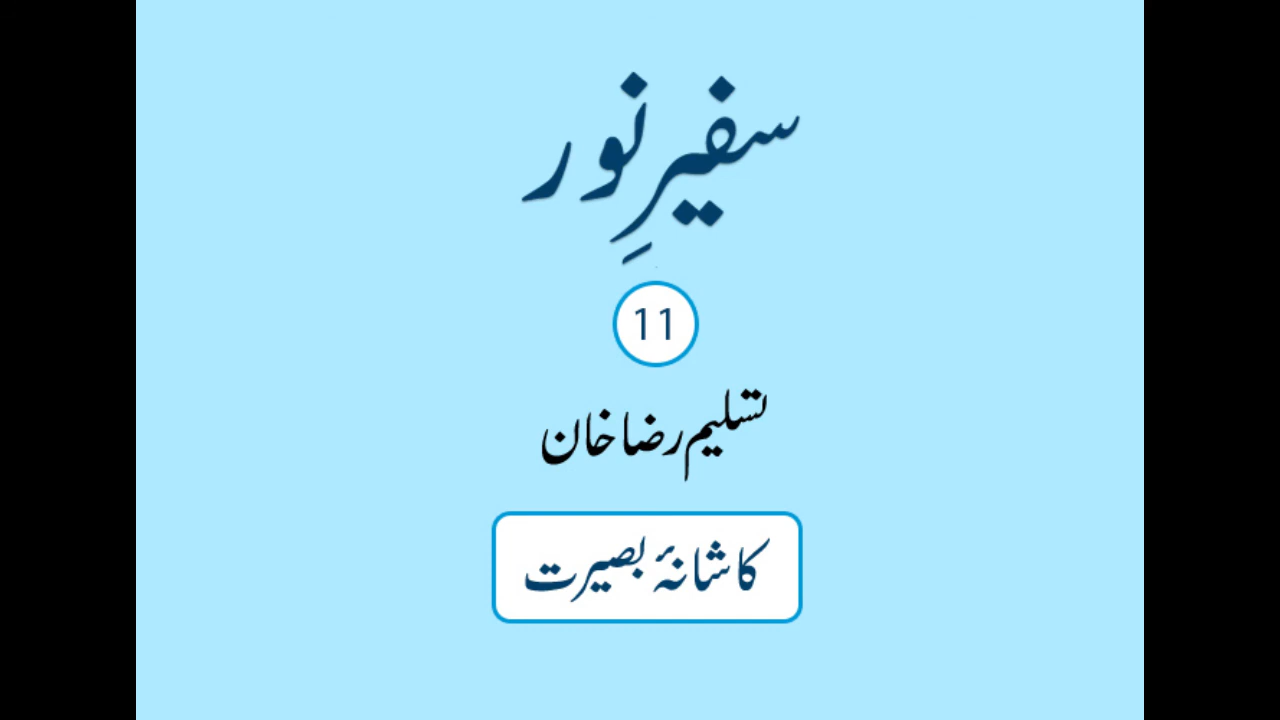 سفیرِ نور
11
تسلیم رضا خان
کاشانۂ بصیرت